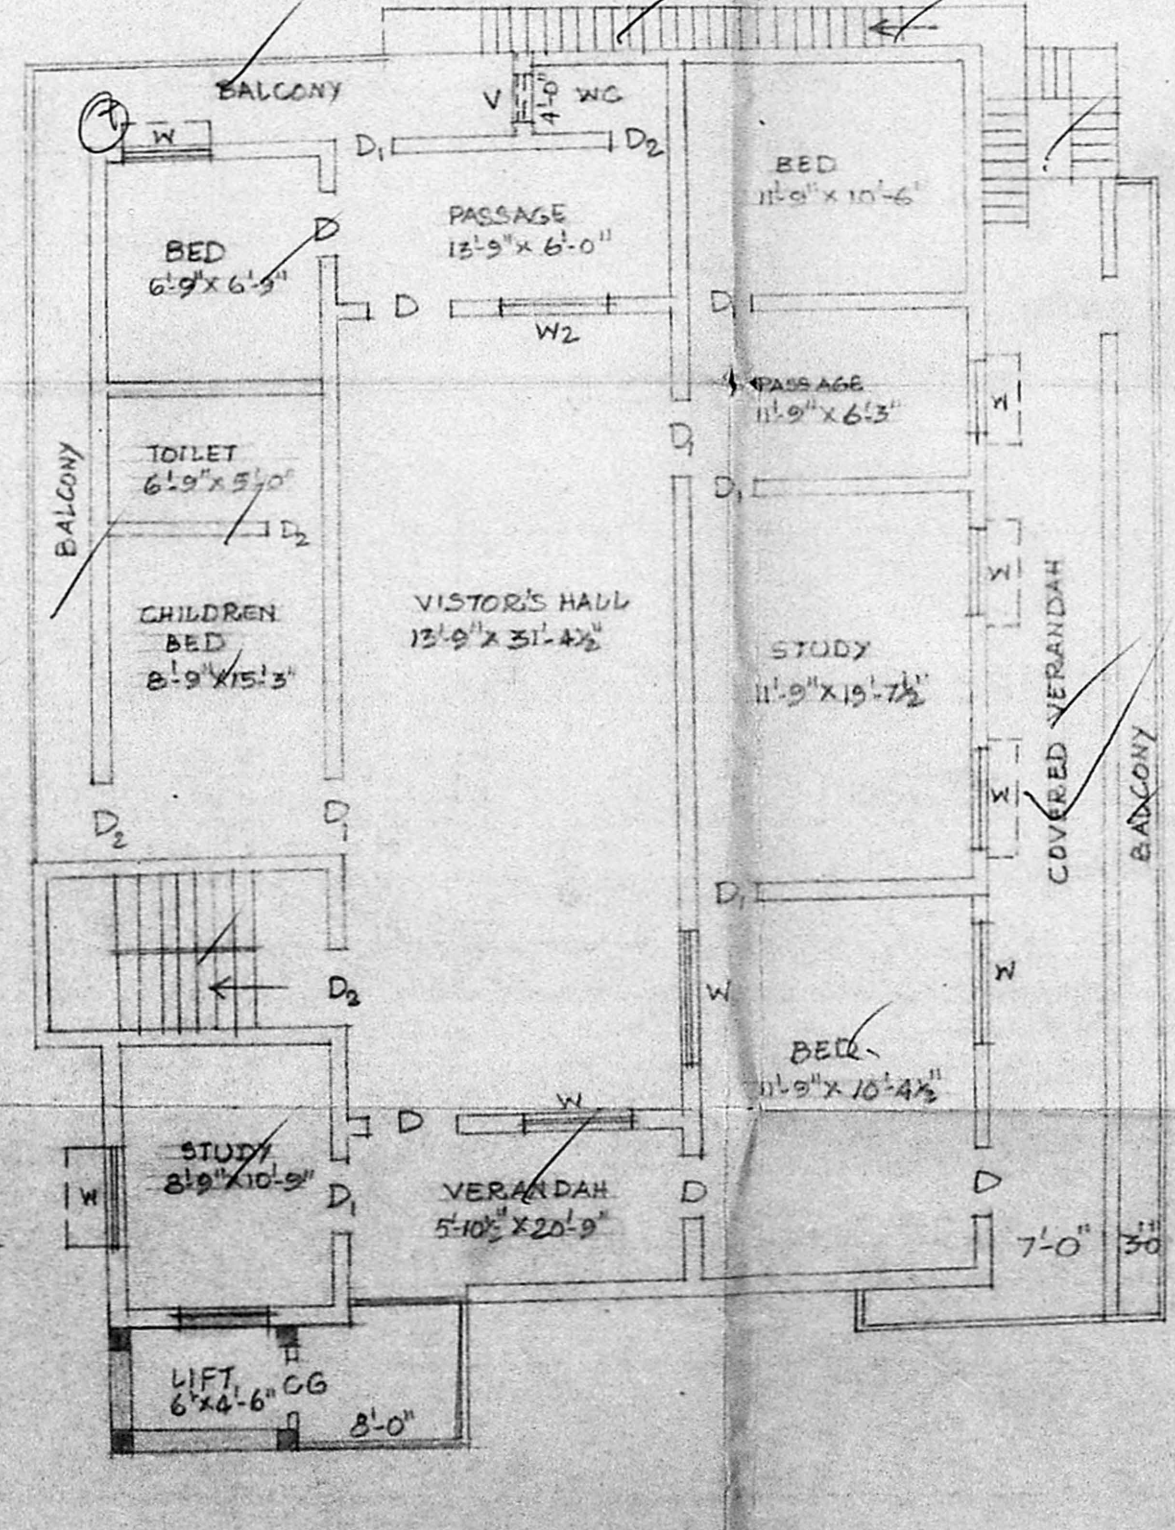 BALCONY
V
4'-0"
WC
W
D1
D2
BED
11'-9" X 10'-6"
PASSAGE
13'-9" X 6'-0"
D
BED
6'-9" X 6'-9"
D
W2
D1
PASSAGE
11'-9" X 6'-3"
W
D1
D1
TOILET
6'-9" X 5'-0"
D2
BALCONY
W
CHILDREN
BED
8'-9" X 15'-3"
VISTOR'S HALL
13'-9" X 31'-4½"
STUDY
11'-9" X 19'-7½"
COVERED VERANDAH
BALCONY
W
D2
D1
D1
D2
W
W
BED
11'-9" X 10'-4½"
D
W
STUDY
8'-9" X 10'-9"
W
D1
VERANDAH
5'-10½" X 20'-9"
D
D
7'-0"
3'-0"
LIFT
6' X 4'-6"
CG
8'-0"